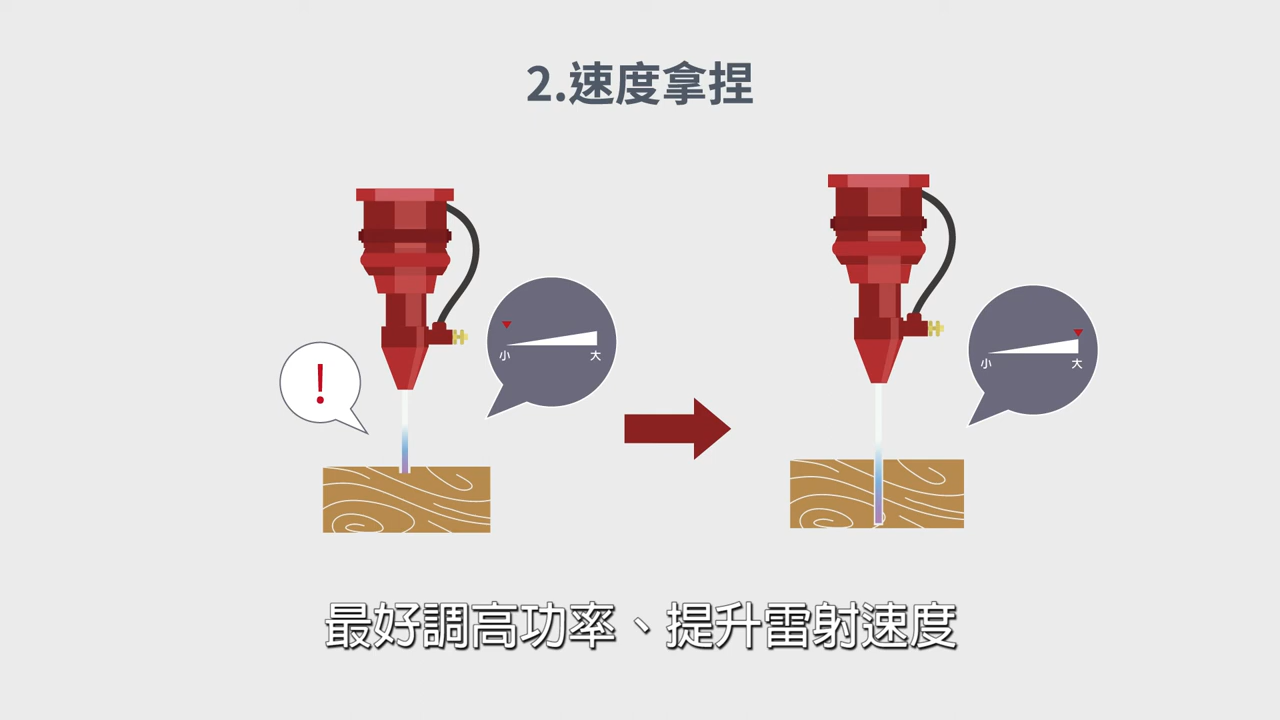 2.速度拿捏
!
小 大
小 大
最好調高功率、提升雷射速度